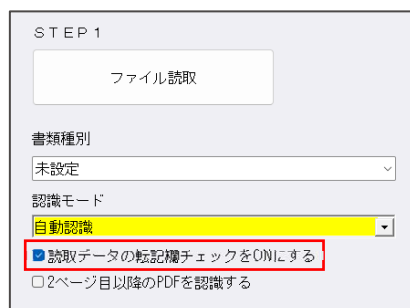 ＳＴＥＰ１
ファイル読取
書類種別
未設定
認識モード
自動認識
読取データの転記欄チェックをONにする
2ページ目以降のPDFを認識する